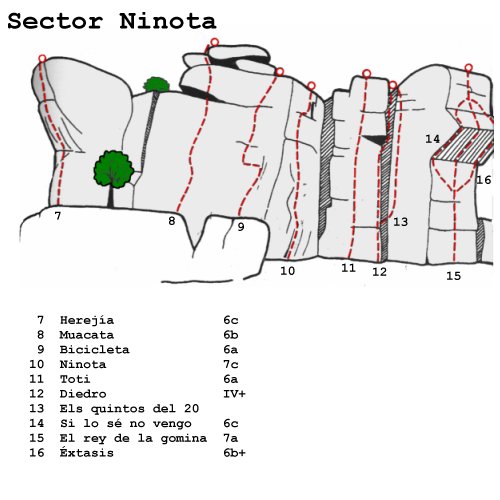 Sector Ninota
14
16
7
8
9
13
10
11
12
15
7 Herejía 6c
8 Muacata 6b
9 Bicicleta 6a
10 Ninota 7c
11 Toti 6a
12 Diedro IV+
13 Els quintos del 20
14 Si lo sé no vengo 6c
15 El rey de la gomina 7a
16 Éxtasis 6b+